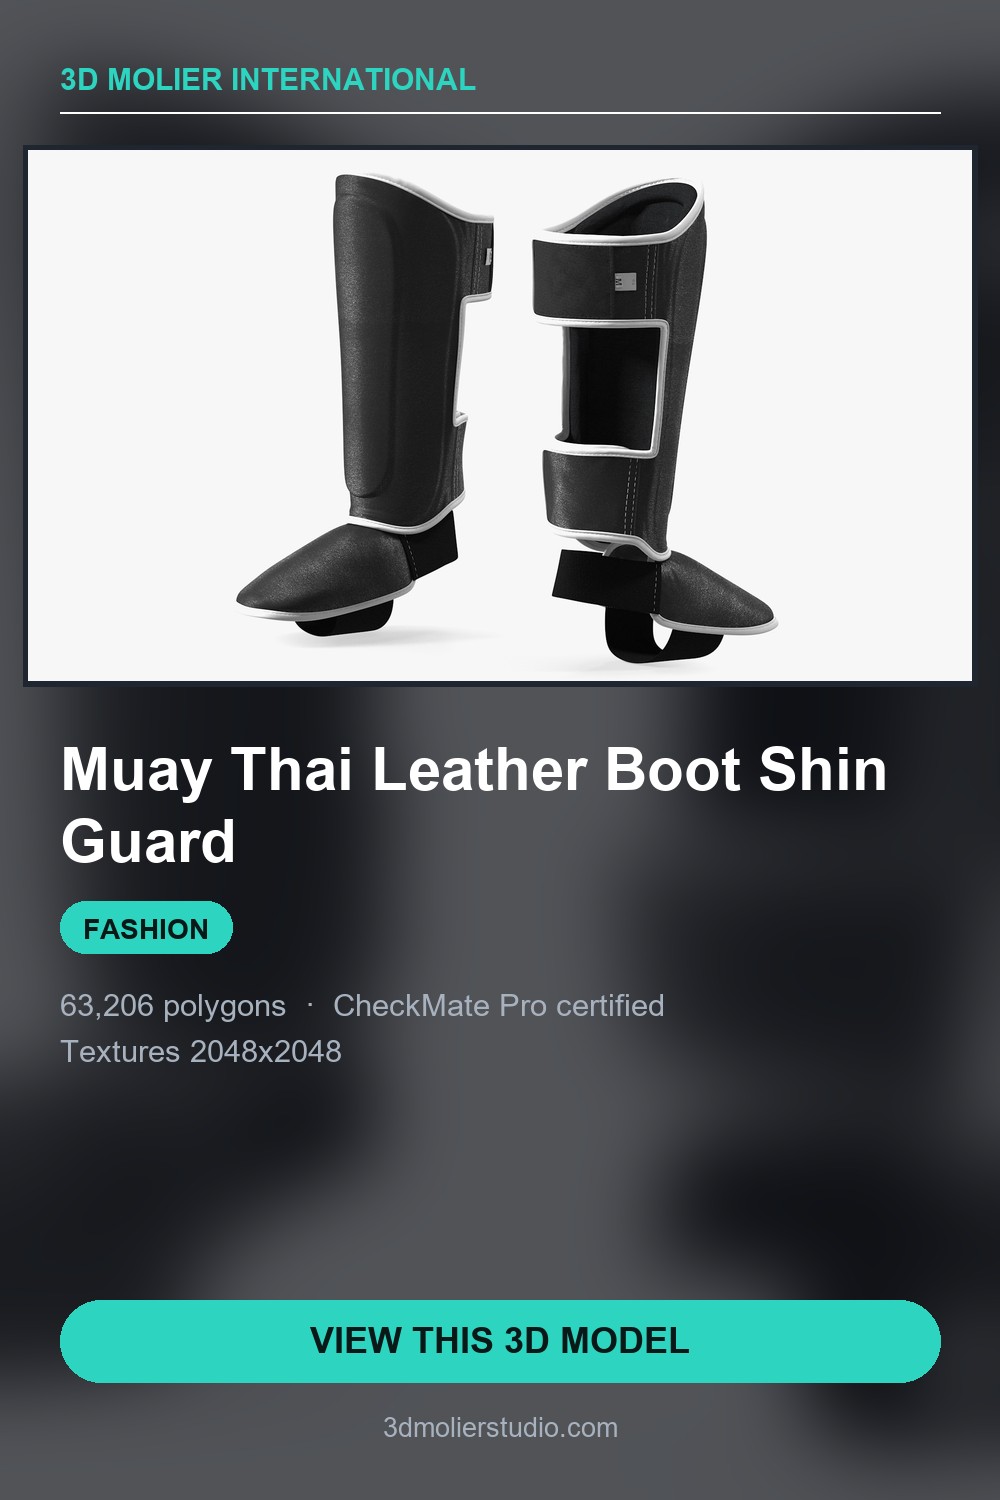 3D MOLIER INTERNATIONAL
Muay Thai Leather Boot Shin
Guard
FASHION
63,206 polygons · CheckMate Pro certified
Textures 2048x2048
VIEW THIS 3D MODEL
3dmolierstudio.com